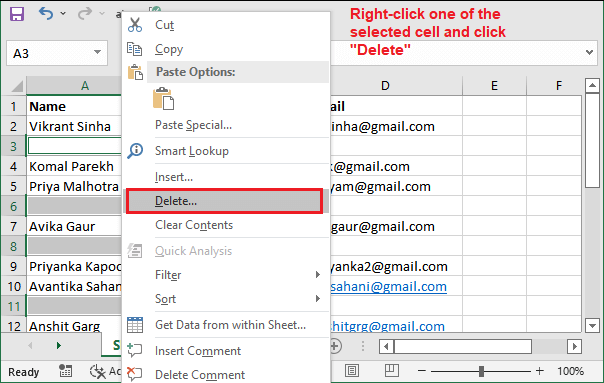 Right-click one of the
selected cell and click
"Delete"
A3
A
D
E
F
1 Name ail
2 Vikrant Sinha inha@gmail.com
3
4 Komal Parekh k@gmail.com
5 Priya Malhotra yam@gmail.com
6
7 Avika Gaur gaur@gmail.com
8
9 Priyanka Kapoo yanka2@gmail.com
10 Avantika Sahan sahani@gmail.com
11
12 Anshit Garg shitgrg@gmail.com
Cut
Copy
Paste Options:
Paste Special...
Smart Lookup
Insert...
Delete...
Clear Contents
Quick Analysis
Filter
Sort
Get Data from within Sheet...
Insert Comment
Delete Comment
S
Ready
Ac
100%